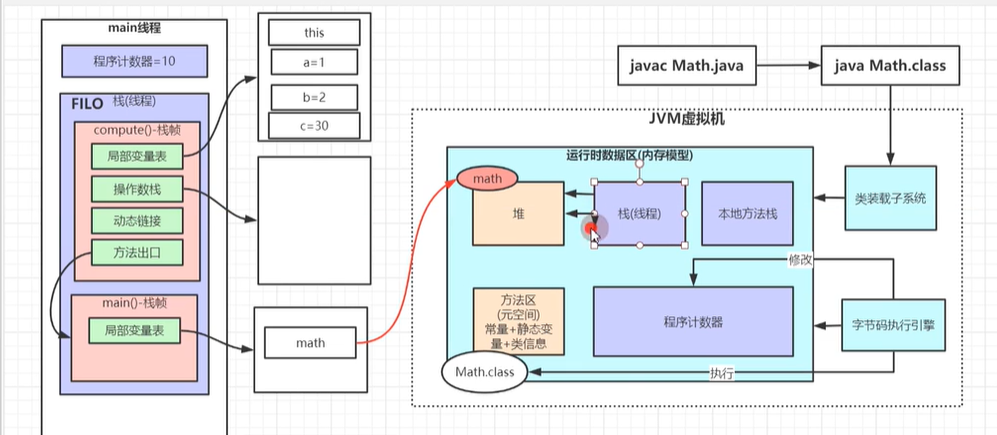 main线程
程序计数器=10
FILO 栈(线程)
compute()-栈帧
局部变量表
操作数栈
动态链接
方法出口
main()-栈帧
局部变量表
this
a=1
b=2
c=30
math
javac Math.java
java Math.class
JVM虚拟机
运行时数据区(内存模型)
math
堆
栈(线程)
本地方法栈
类装载子系统
修改
方法区
(元空间)
常量+静态变
量+类信息
程序计数器
字节码执行引擎
Math.class
执行